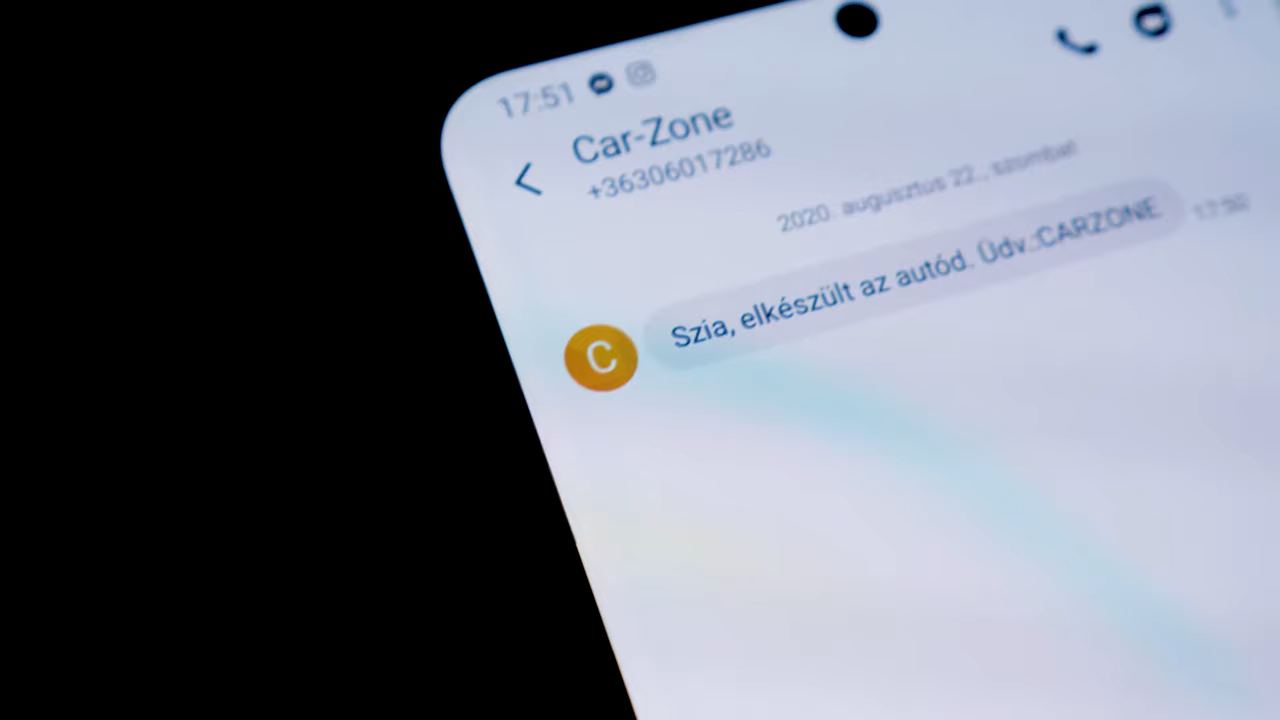 17:51
Car-Zone
+36306017286
2020. augusztus 22., szombat
Szia, elkészült az autód. Üdv.:CARZONE
17:50
C